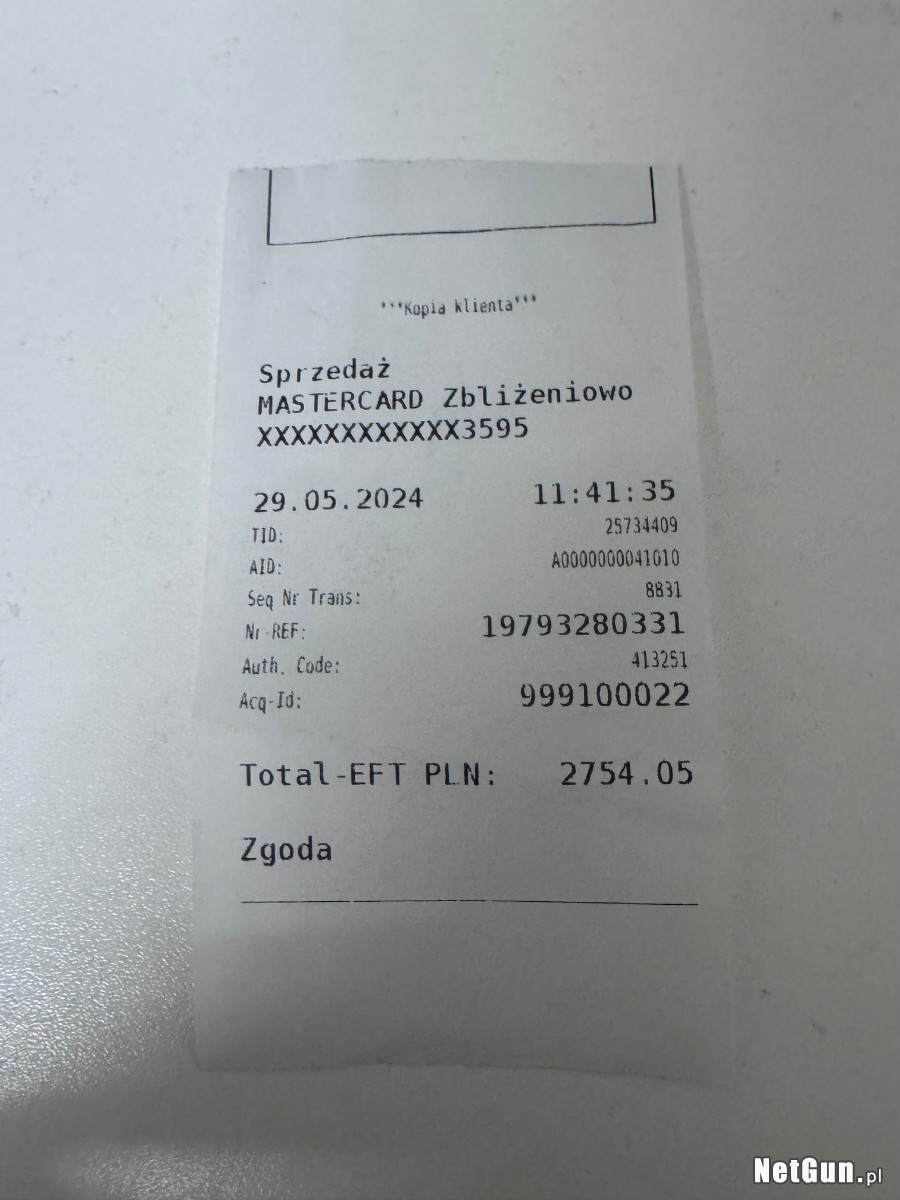 ***Kopia klienta***
Sprzedaż
MASTERCARD Zbliżeniowo
XXXXXXXXXXXX3595
29.05.2024 11:41:35
TID: 25734409
AID: A0000000041010
Seq Nr Trans: 8831
Nr-REF: 19793280331
Auth. Code: 413251
Acq-Id: 999100022
Total-EFT PLN: 2754.05
Zgoda
NetGun.pl